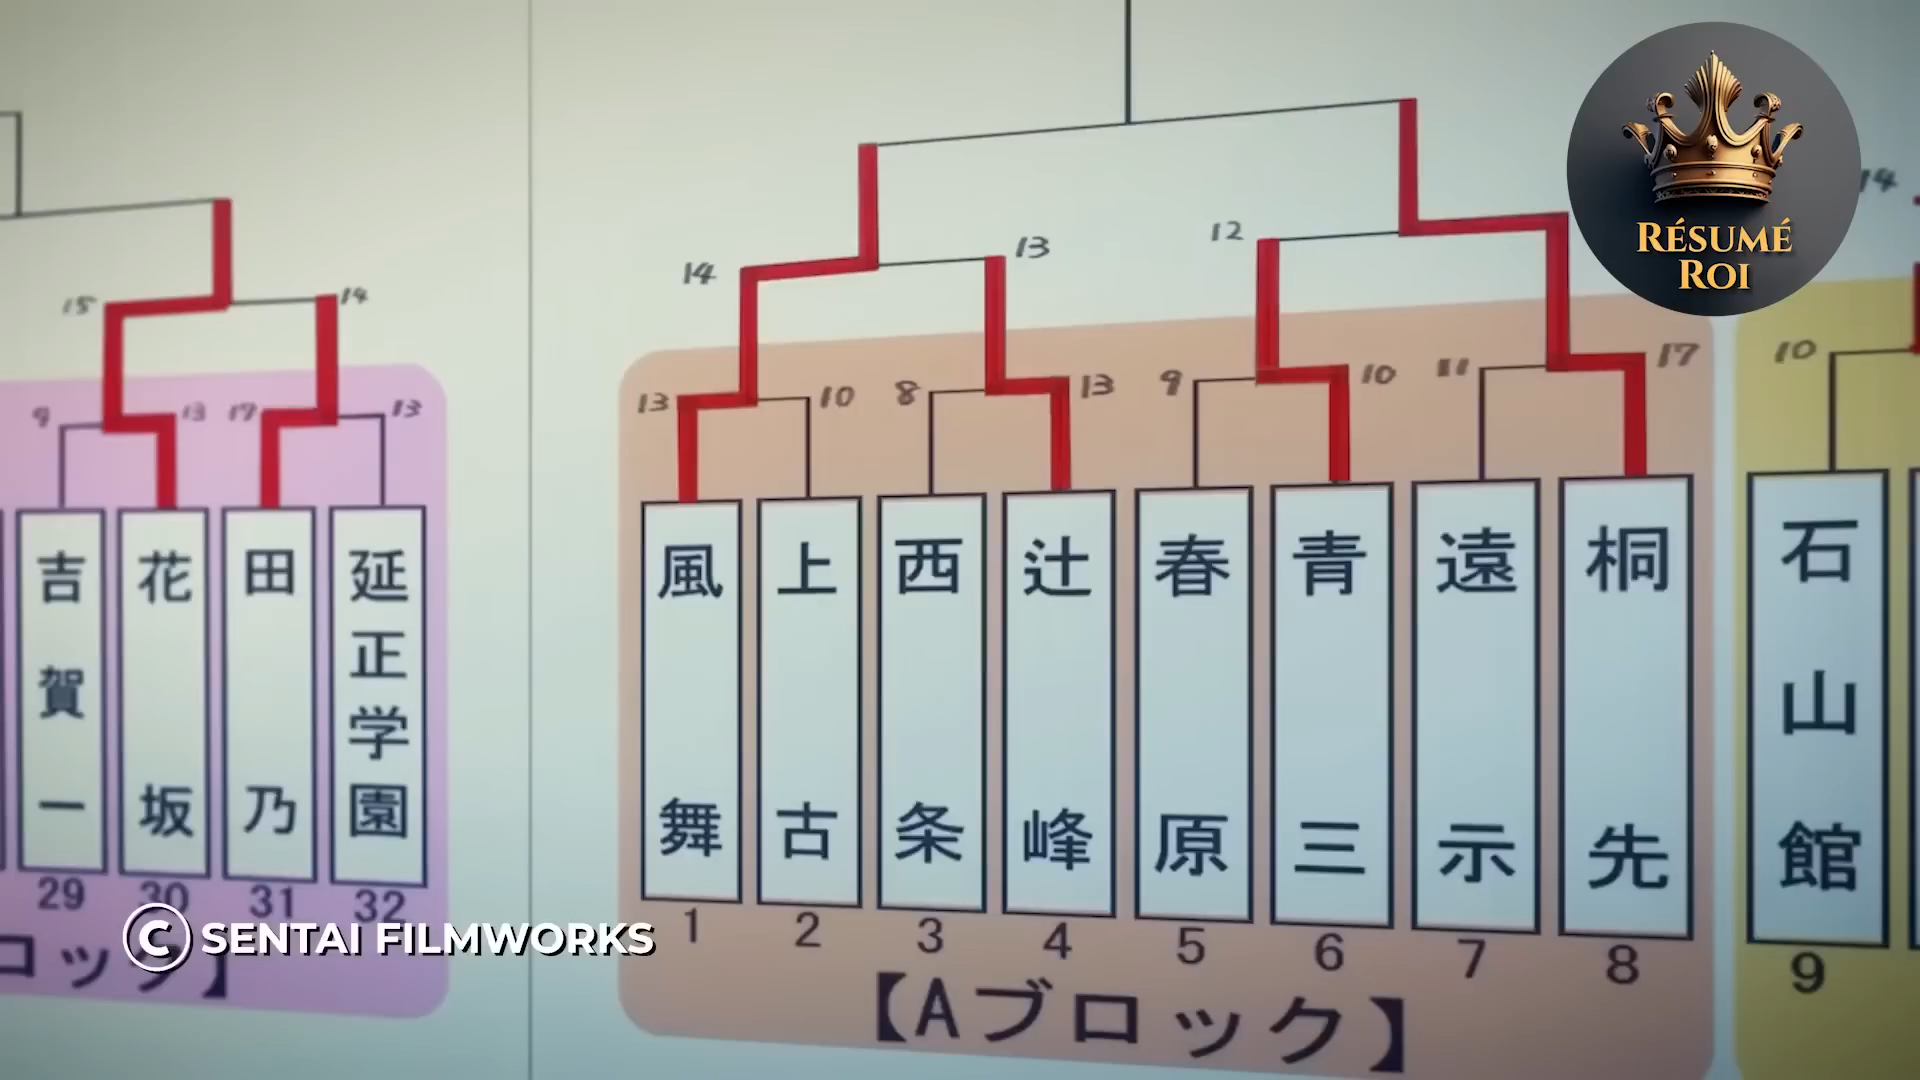 RÉSUMÉ
ROI
14
13
14
12
15
14
13
10
8
13
9
10
11
17
10
9
13
17
13
吉賀一
花坂
田乃
延正学園
風舞
上古
西条
辻峰
春原
青三
遠示
桐先
石山館
29
30
31
32
1
2
3
4
5
6
7
8
9
ロック】
【Aブロック】
© SENTAI FILMWORKS